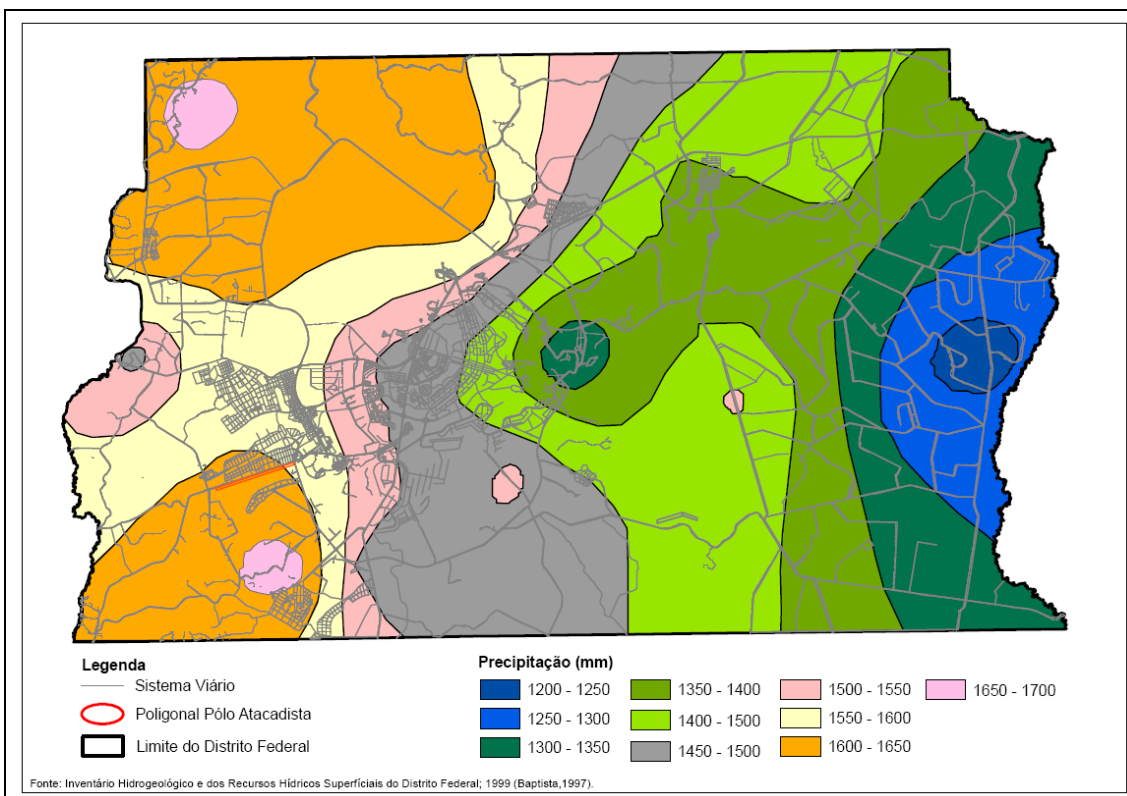 Legenda
Sistema Viário
Poligonal Pólo Atacadista
Limite do Distrito Federal
Precipitação (mm)
1200 - 1250
1250 - 1300
1300 - 1350
1350 - 1400
1400 - 1500
1450 - 1500
1500 - 1550
1550 - 1600
1600 - 1650
1650 - 1700
Fonte: Inventário Hidrogeológico e dos Recursos Hídricos Superfíciais do Distrito Federal; 1999 (Baptista,1997).